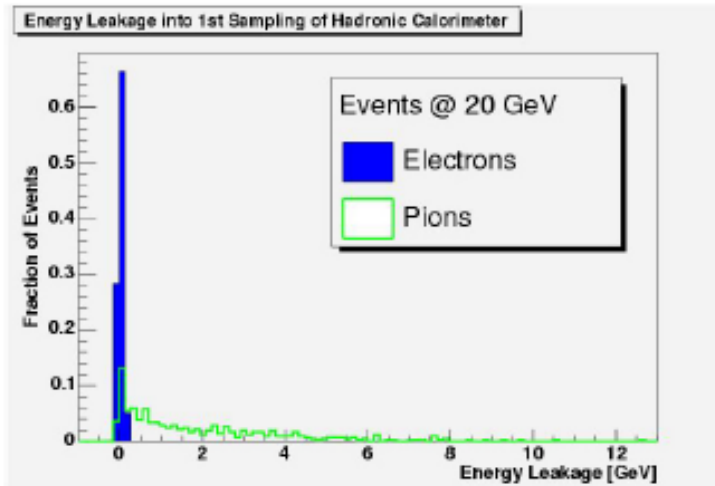 Energy Leakage into 1st Sampling of Hadronic Calorimeter
Events @ 20 GeV
Electrons
Pions
Fraction of Events
0.6
0.5
0.4
0.3
0.2
0.1
0
0 2 4 6 8 10 12
Energy Leakage [GeV]